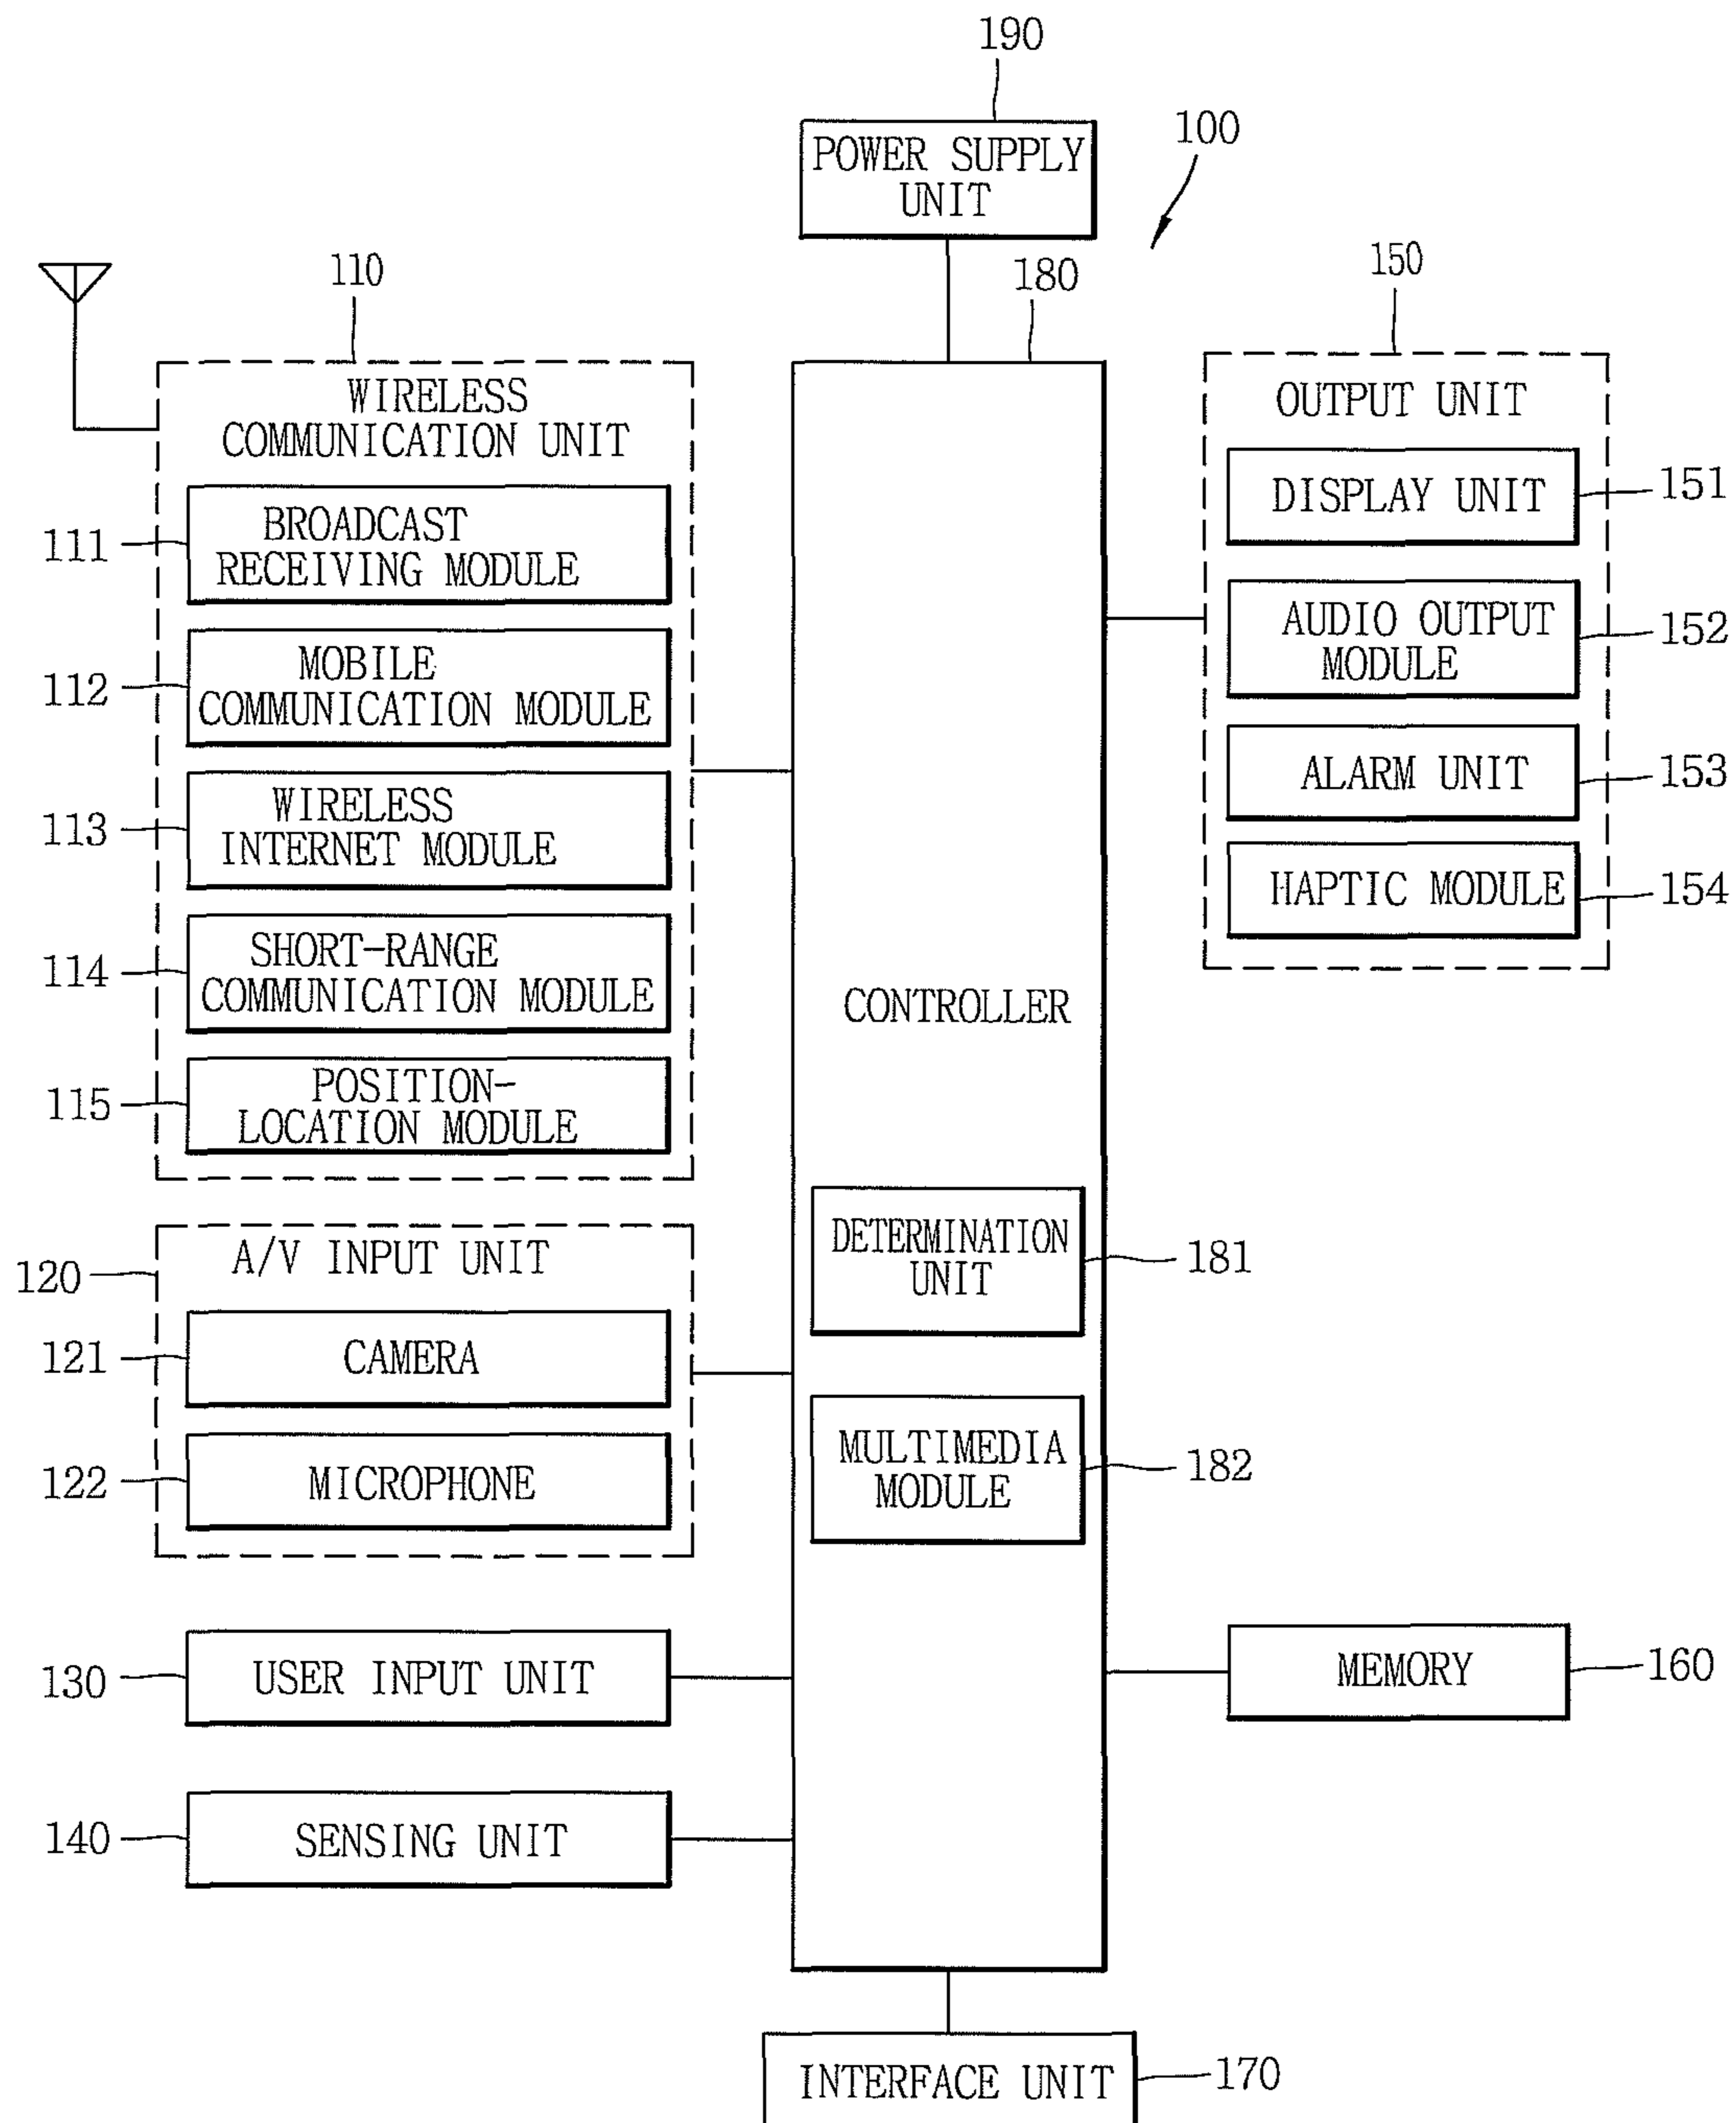 190
POWER SUPPLY
UNIT
100
110
180
150
WIRELESS
COMMUNICATION UNIT
111
BROADCAST
RECEIVING MODULE
112
MOBILE
COMMUNICATION MODULE
113
WIRELESS
INTERNET MODULE
114
SHORT-RANGE
COMMUNICATION MODULE
115
POSITION-
LOCATION MODULE
120
A/V INPUT UNIT
121
CAMERA
122
MICROPHONE
130
USER INPUT UNIT
140
SENSING UNIT
CONTROLLER
DETERMINATION
UNIT
181
MULTIMEDIA
MODULE
182
OUTPUT UNIT
DISPLAY UNIT
151
AUDIO OUTPUT
MODULE
152
ALARM UNIT
153
HAPTIC MODULE
154
MEMORY
160
INTERFACE UNIT
170